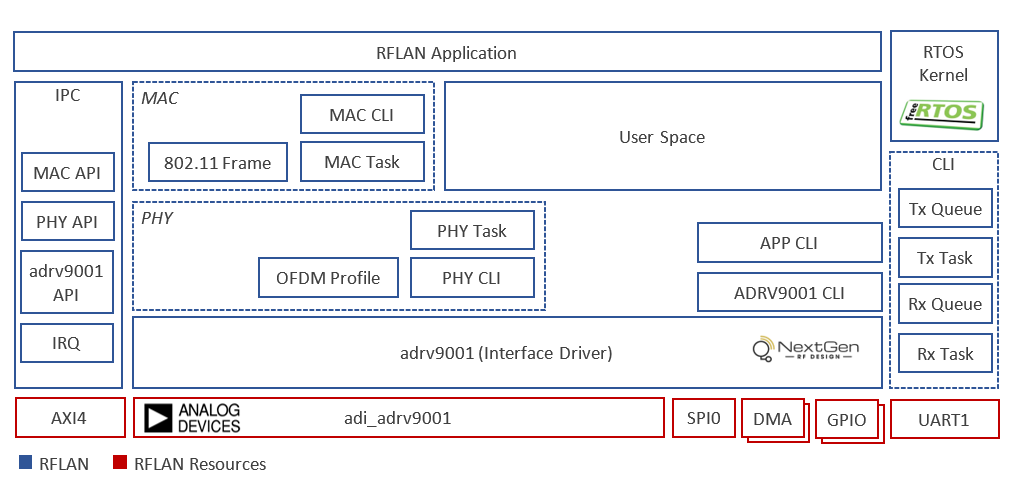 RFLAN Application
RTOS
Kernel
free RTOS
IPC
MAC API
PHY API
adrv9001
API
IRQ
MAC
MAC CLI
802.11 Frame
MAC Task
User Space
PHY
PHY Task
OFDM Profile
PHY CLI
APP CLI
ADRV9001 CLI
CLI
Tx Queue
Tx Task
Rx Queue
Rx Task
adrv9001 (Interface Driver)
NextGen
RF DESIGN
AXI4
ANALOG
DEVICES
adi_adrv9001
SPI0
DMA
GPIO
UART1
RFLAN
RFLAN Resources